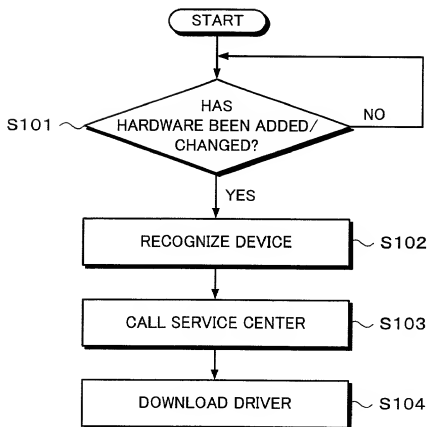 START
HAS
HARDWARE BEEN ADDED/
CHANGED?
S101
NO
YES
RECOGNIZE DEVICE
S102
CALL SERVICE CENTER
S103
DOWNLOAD DRIVER
S104